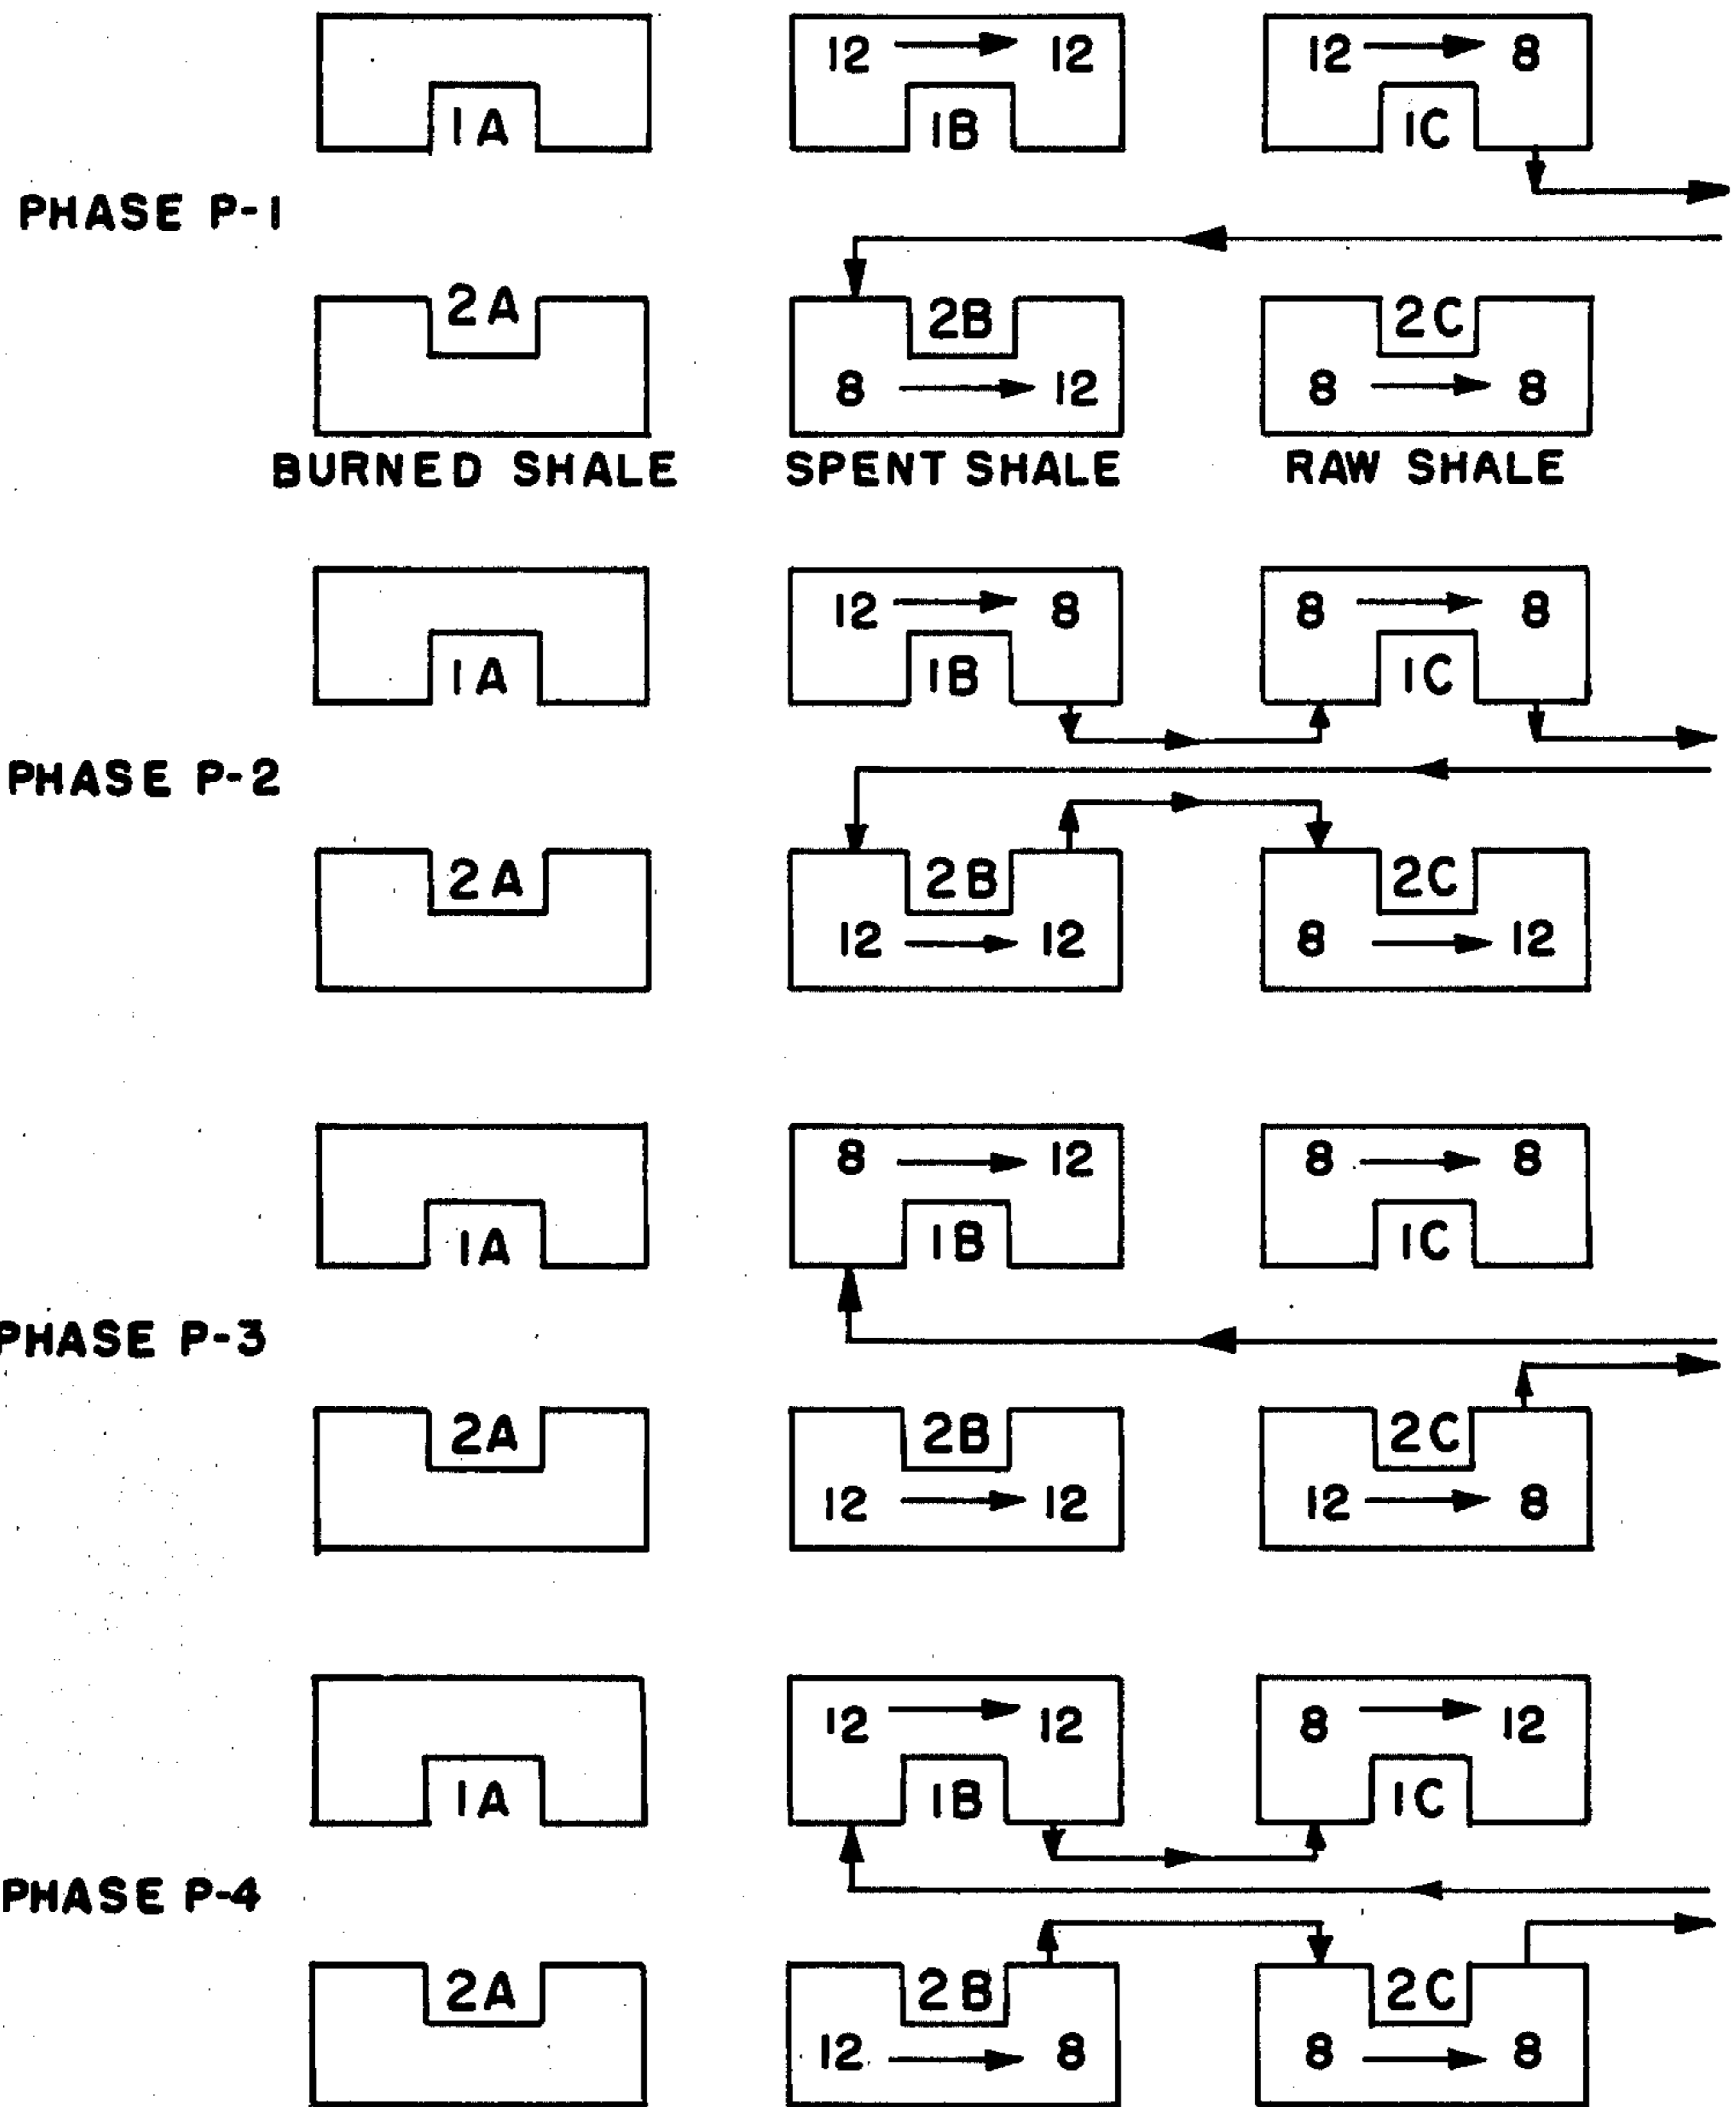 12 12 12 8
1A 1B 1C
PHASE P-1
2A 2B 2C
8 12 8 8
BURNED SHALE SPENT SHALE RAW SHALE
12 8 8 8
1A 1B 1C
PHASE P-2
2A 2B 2C
12 12 8 12
8 12 8 8
1A 1B 1C
PHASE P-3
2A 2B 2C
12 12 12 8
12 12 8 12
1A 1B 1C
PHASE P-4
2A 2B 2C
12 8 8 8